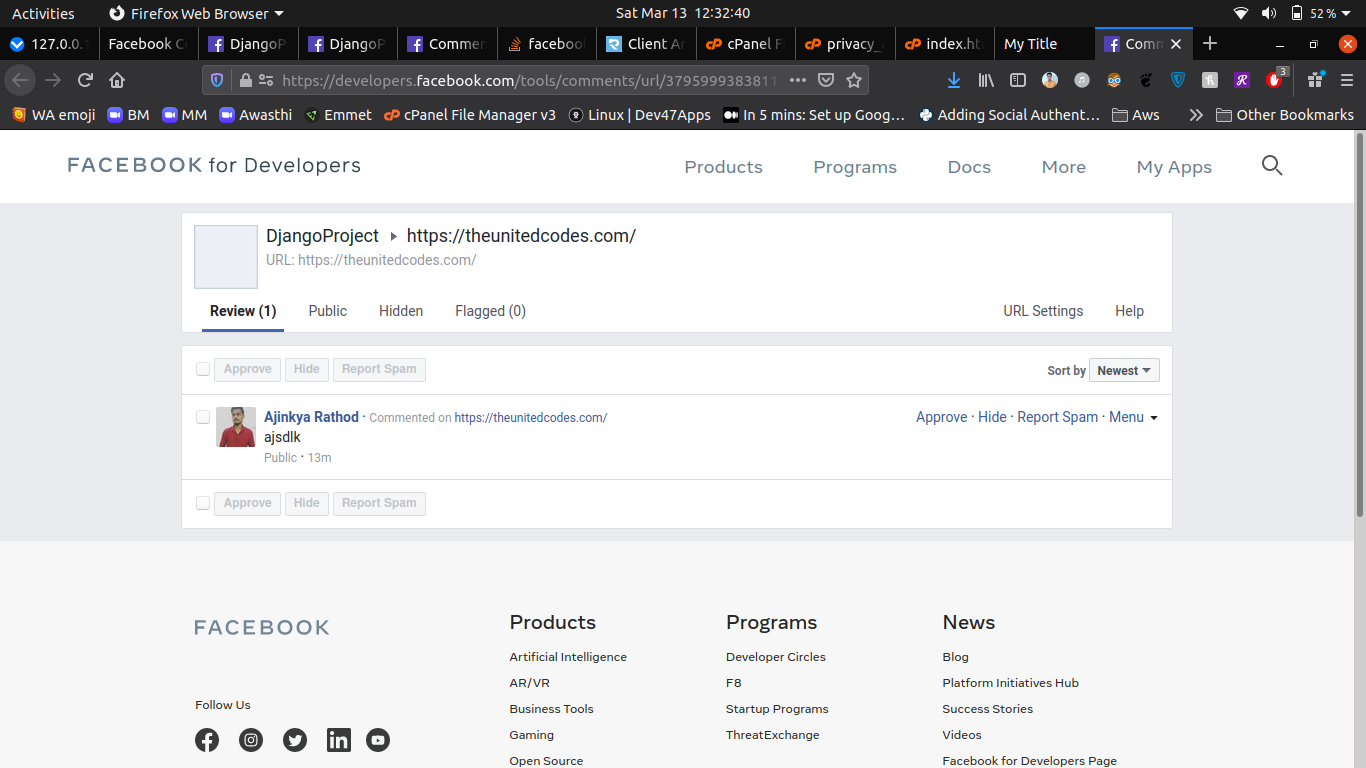 Activities Firefox Web Browser Sat Mar 13 12:32:40 52 %
127.0.0.1 Facebook C DjangoP DjangoP Commen faceboo Client Ar cPanel F privacy_ index.ht My Title Comm
https://developers.facebook.com/tools/comments/url/3795999383811 3
WA emoji BM MM Awasthi Emmet cPanel File Manager v3 Linux | Dev47Apps In 5 mins: Set up Goog… Adding Social Authent… Aws Other Bookmarks
FACEBOOK for Developers Products Programs Docs More My Apps
DjangoProject https://theunitedcodes.com/
URL: https://theunitedcodes.com/
Review (1) Public Hidden Flagged (0) URL Settings Help
Approve Hide Report Spam Sort by Newest
Ajinkya Rathod · Commented on https://theunitedcodes.com/ Approve · Hide · Report Spam · Menu
ajsdlk
Public · 13m
Approve Hide Report Spam
FACEBOOK Products Programs News
Artificial Intelligence Developer Circles Blog
AR/VR F8 Platform Initiatives Hub
Follow Us Business Tools Startup Programs Success Stories
Gaming ThreatExchange Videos
Open Source Facebook for Developers Page